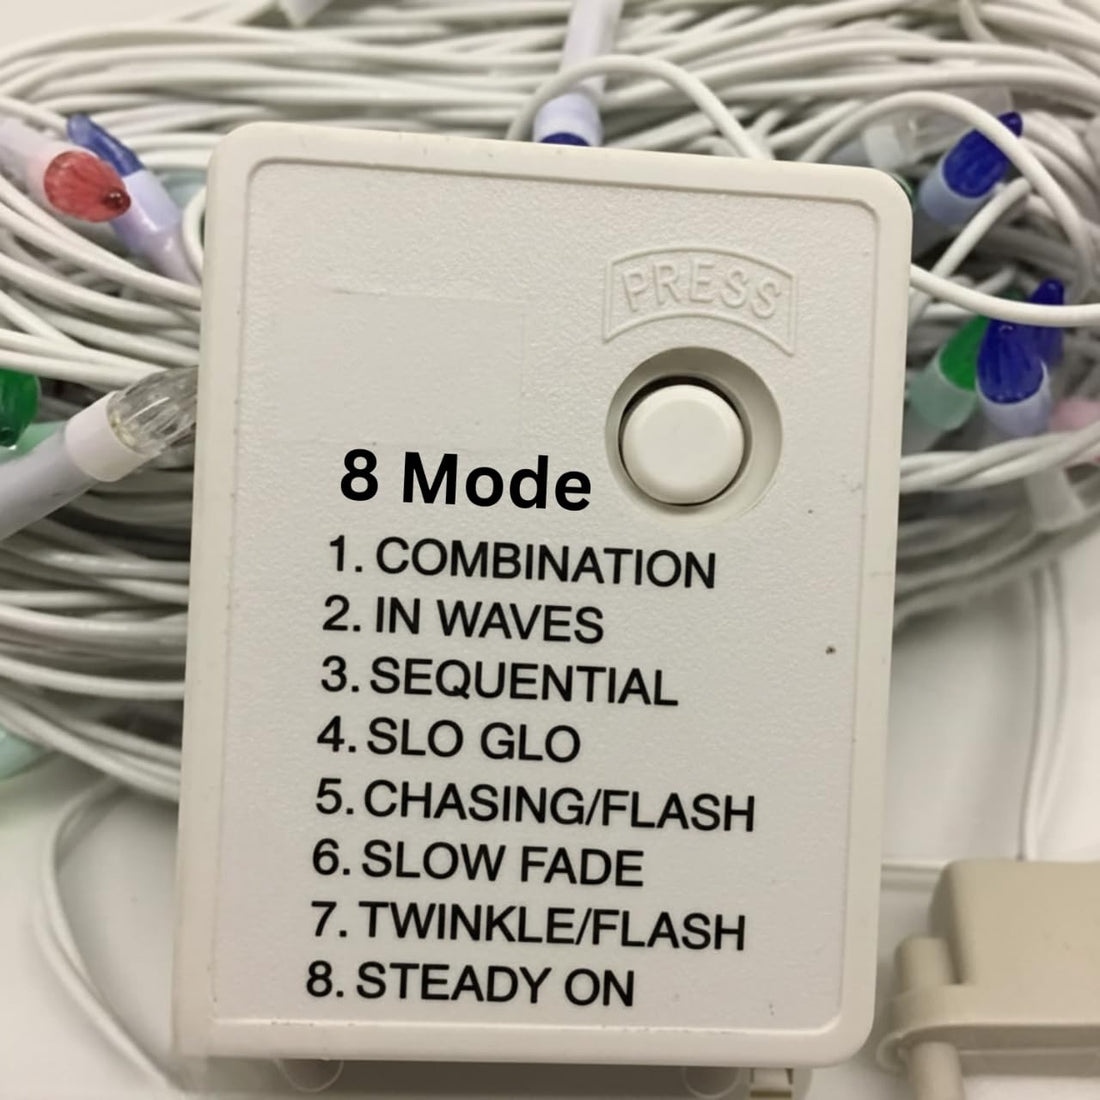 PRESS
8 Mode
1. COMBINATION
2. IN WAVES
3. SEQUENTIAL
4. SLO GLO
5. CHASING/FLASH
6. SLOW FADE
7. TWINKLE/FLASH
8. STEADY ON